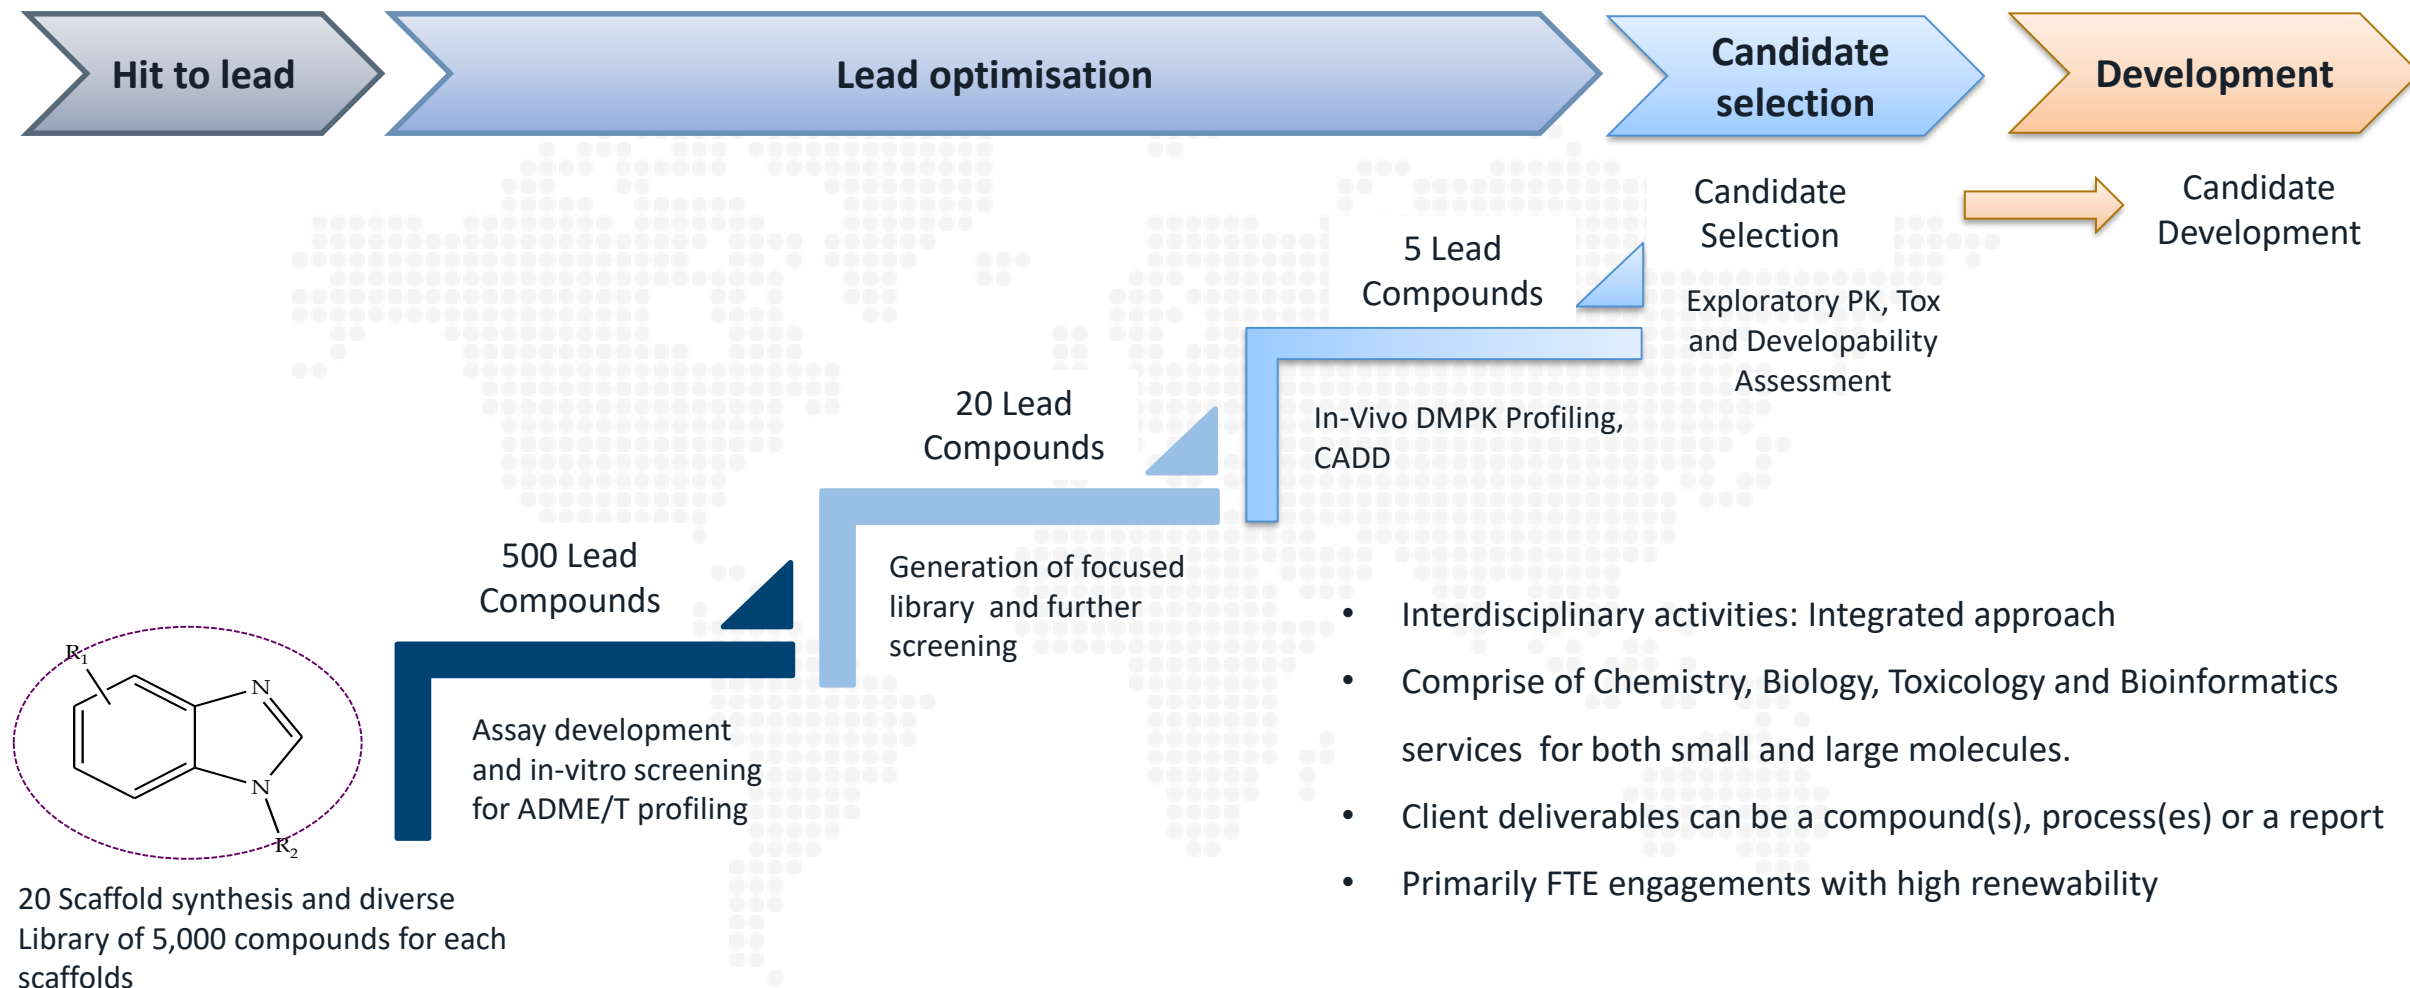 Hit to lead
Lead optimisation
Candidate
selection
Development
Candidate
Selection
Candidate
Development
5 Lead
Compounds
Exploratory PK, Tox
and Developability
Assessment
20 Lead
Compounds
In-Vivo DMPK Profiling,
CADD
500 Lead
Compounds
Generation of focused
library and further
screening
R1
N
N
R2
Assay development
and in-vitro screening
for ADME/T profiling
20 Scaffold synthesis and diverse
Library of 5,000 compounds for each
scaffolds
• Interdisciplinary activities: Integrated approach
• Comprise of Chemistry, Biology, Toxicology and Bioinformatics
services for both small and large molecules.
• Client deliverables can be a compound(s), process(es) or a report
• Primarily FTE engagements with high renewability